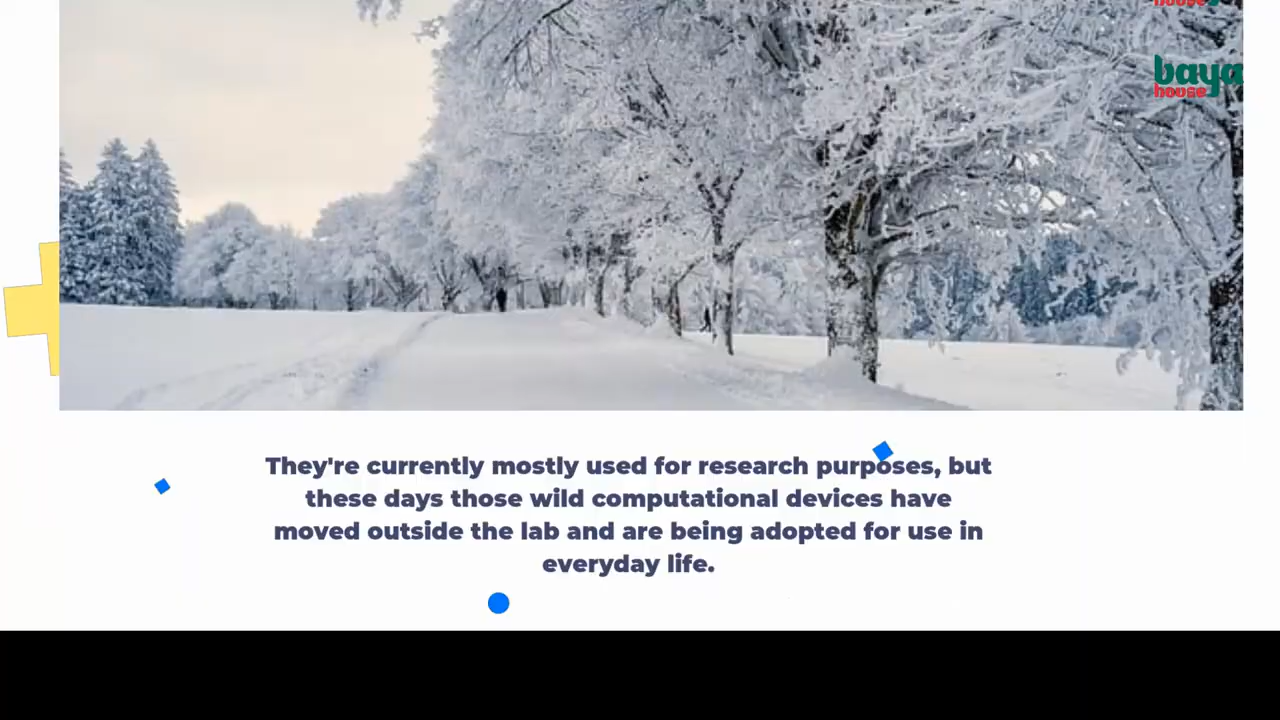 house
baya
house
They're currently mostly used for research purposes, but
these days those wild computational devices have
moved outside the lab and are being adopted for use in
everyday life.